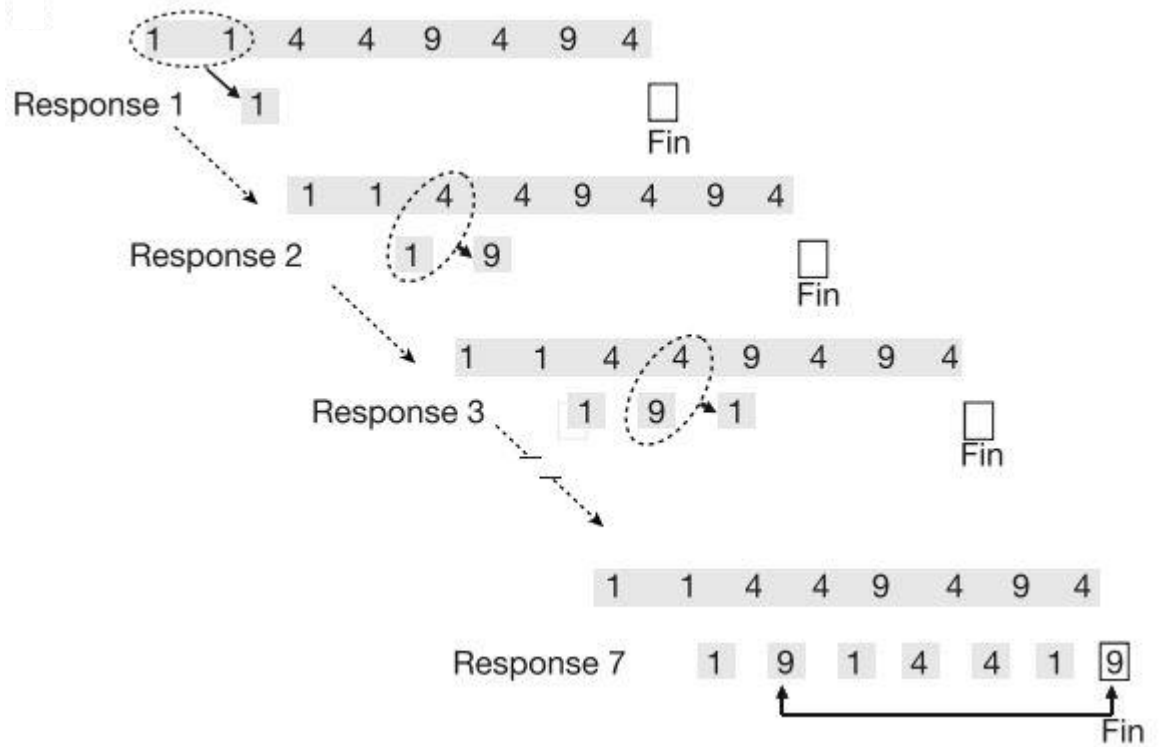 1 1 4 4 9 4 9 4
Response 1 1
Fin
1 1 4 4 9 4 9 4
Response 2 1 9
Fin
1 1 4 4 9 4 9 4
Response 3 1 9 1
Fin
1 1 4 4 9 4 9 4
Response 7 1 9 1 4 4 1 9
Fin